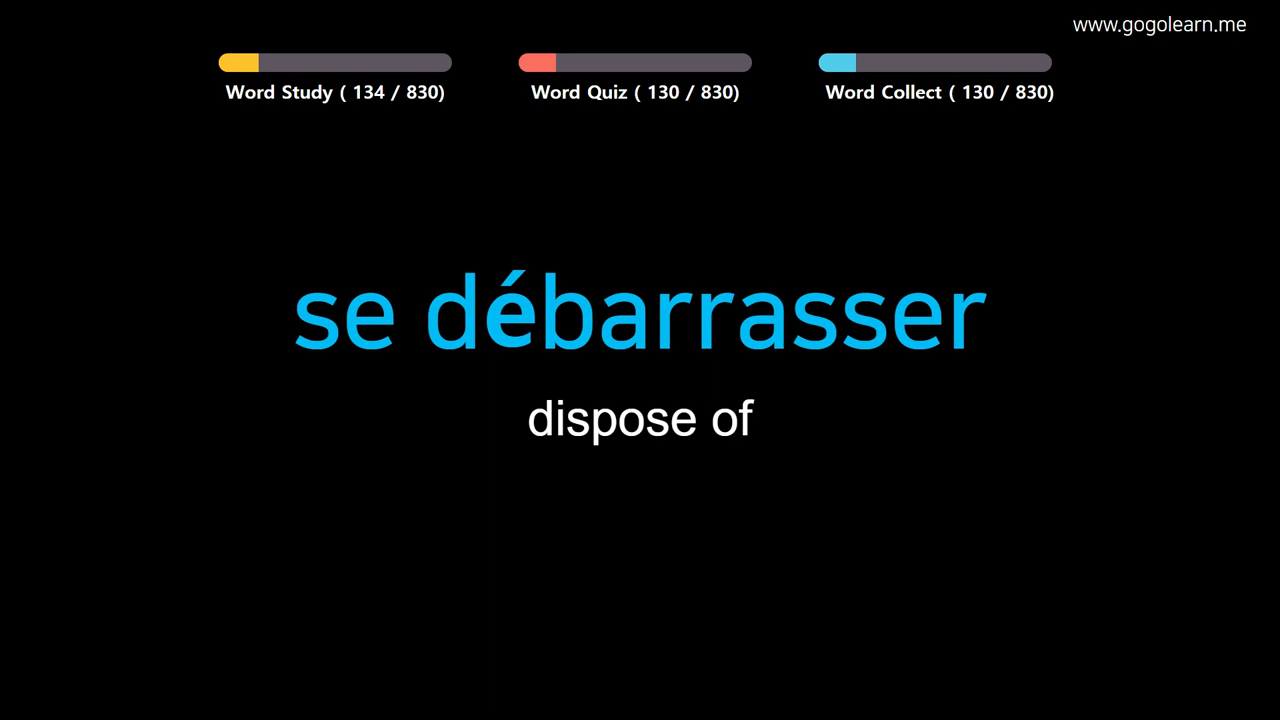 www.gogolearn.me
Word Study ( 134 / 830)
Word Quiz ( 130 / 830)
Word Collect ( 130 / 830)
se débarrasser
dispose of